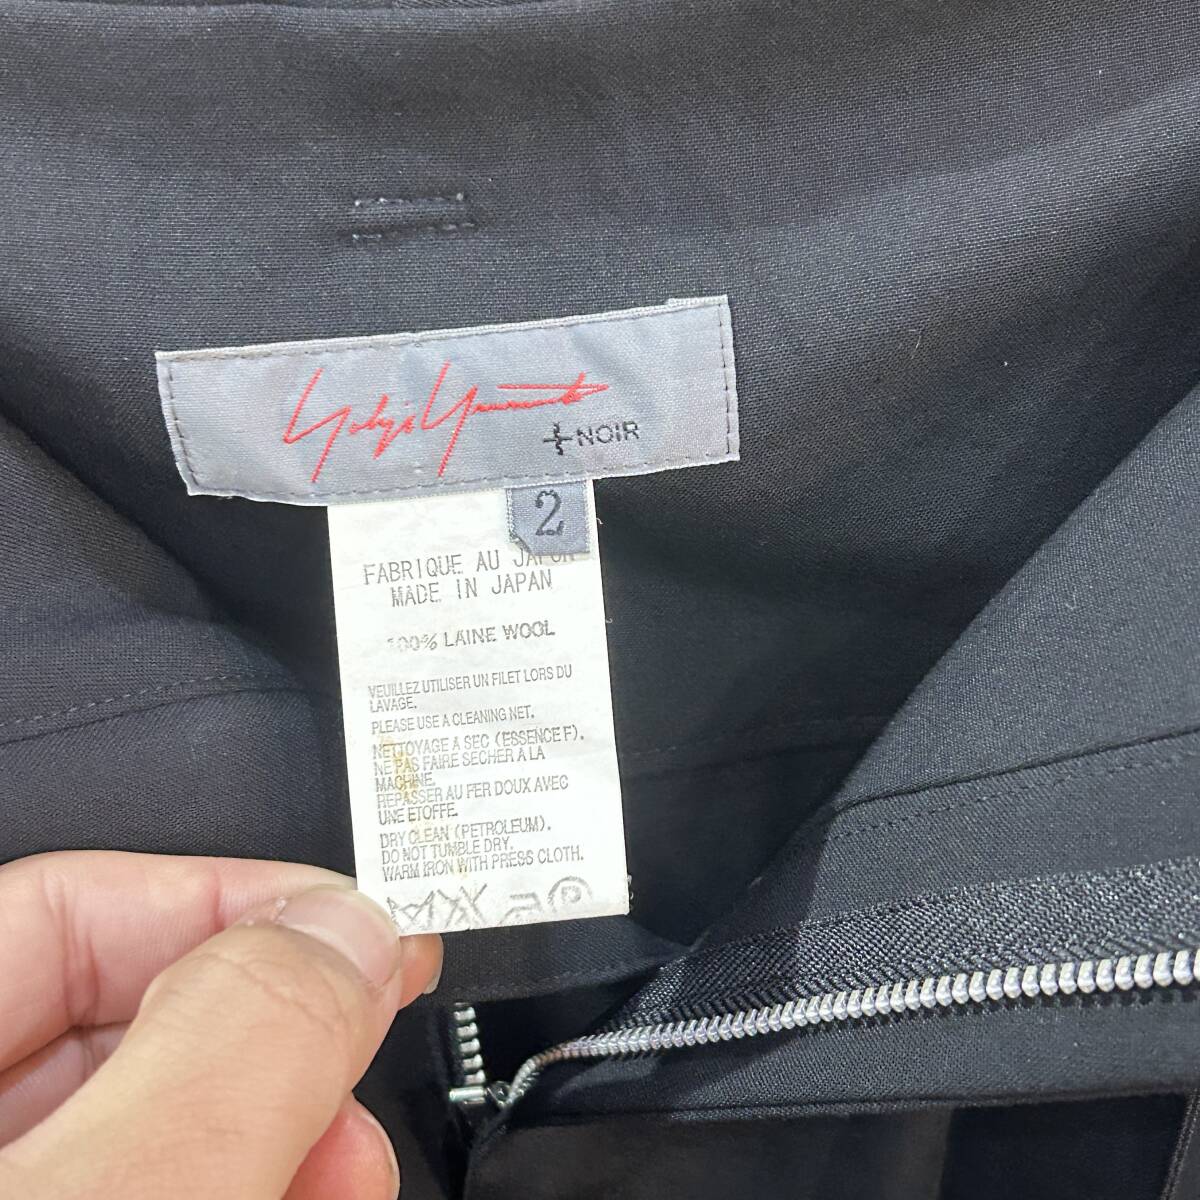 Yohji Yamamoto
+NOIR
2
FABRIQUE AU JAPON
MADE IN JAPAN
100% LAINE WOOL
VEUILLEZ UTILISER UN FILET LORS DU
LAVAGE.
PLEASE USE A CLEANING NET.
NETTOYAGE A SEC (ESSENCE F).
NE PAS FAIRE SECHER A LA
MACHINE.
REPASSER AU FER DOUX AVEC
UNE ETOFFE.
DRY CLEAN (PETROLEUM).
DO NOT TUMBLE DRY.
WARM IRON WITH PRESS CLOTH.
P